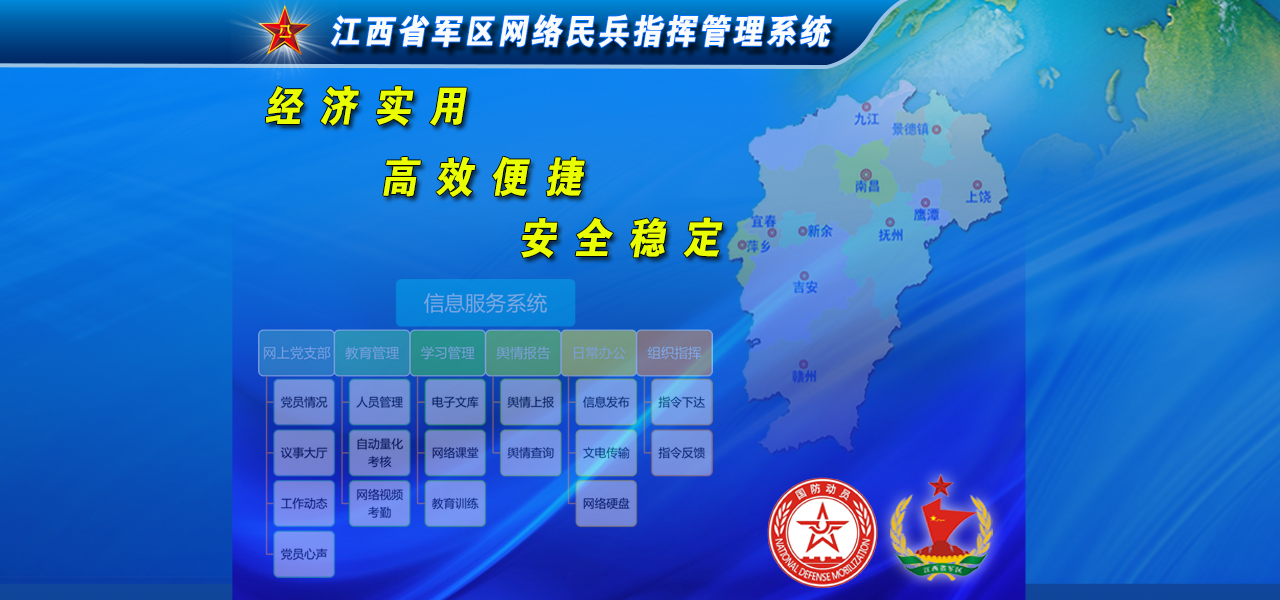 江西省军区网络民兵指挥管理系统
经济实用
高效便捷
安全稳定
九江
景德镇
南昌
上饶
鹰潭
宜春
新余
抚州
萍乡
吉安
赣州
信息服务系统
网上党支部 教育管理 学习管理 舆情报告 日常办公 组织指挥
党员情况 人员管理 电子文库 舆情上报 信息发布 指令下达
议事大厅 自动量化考核 网络课堂 舆情查询 文电传输 指令反馈
工作动态 网络视频考勤 教育训练 网络硬盘
党员心声
国防动员
NATIONAL DEFENSE MOBILIZATION
江西省军区